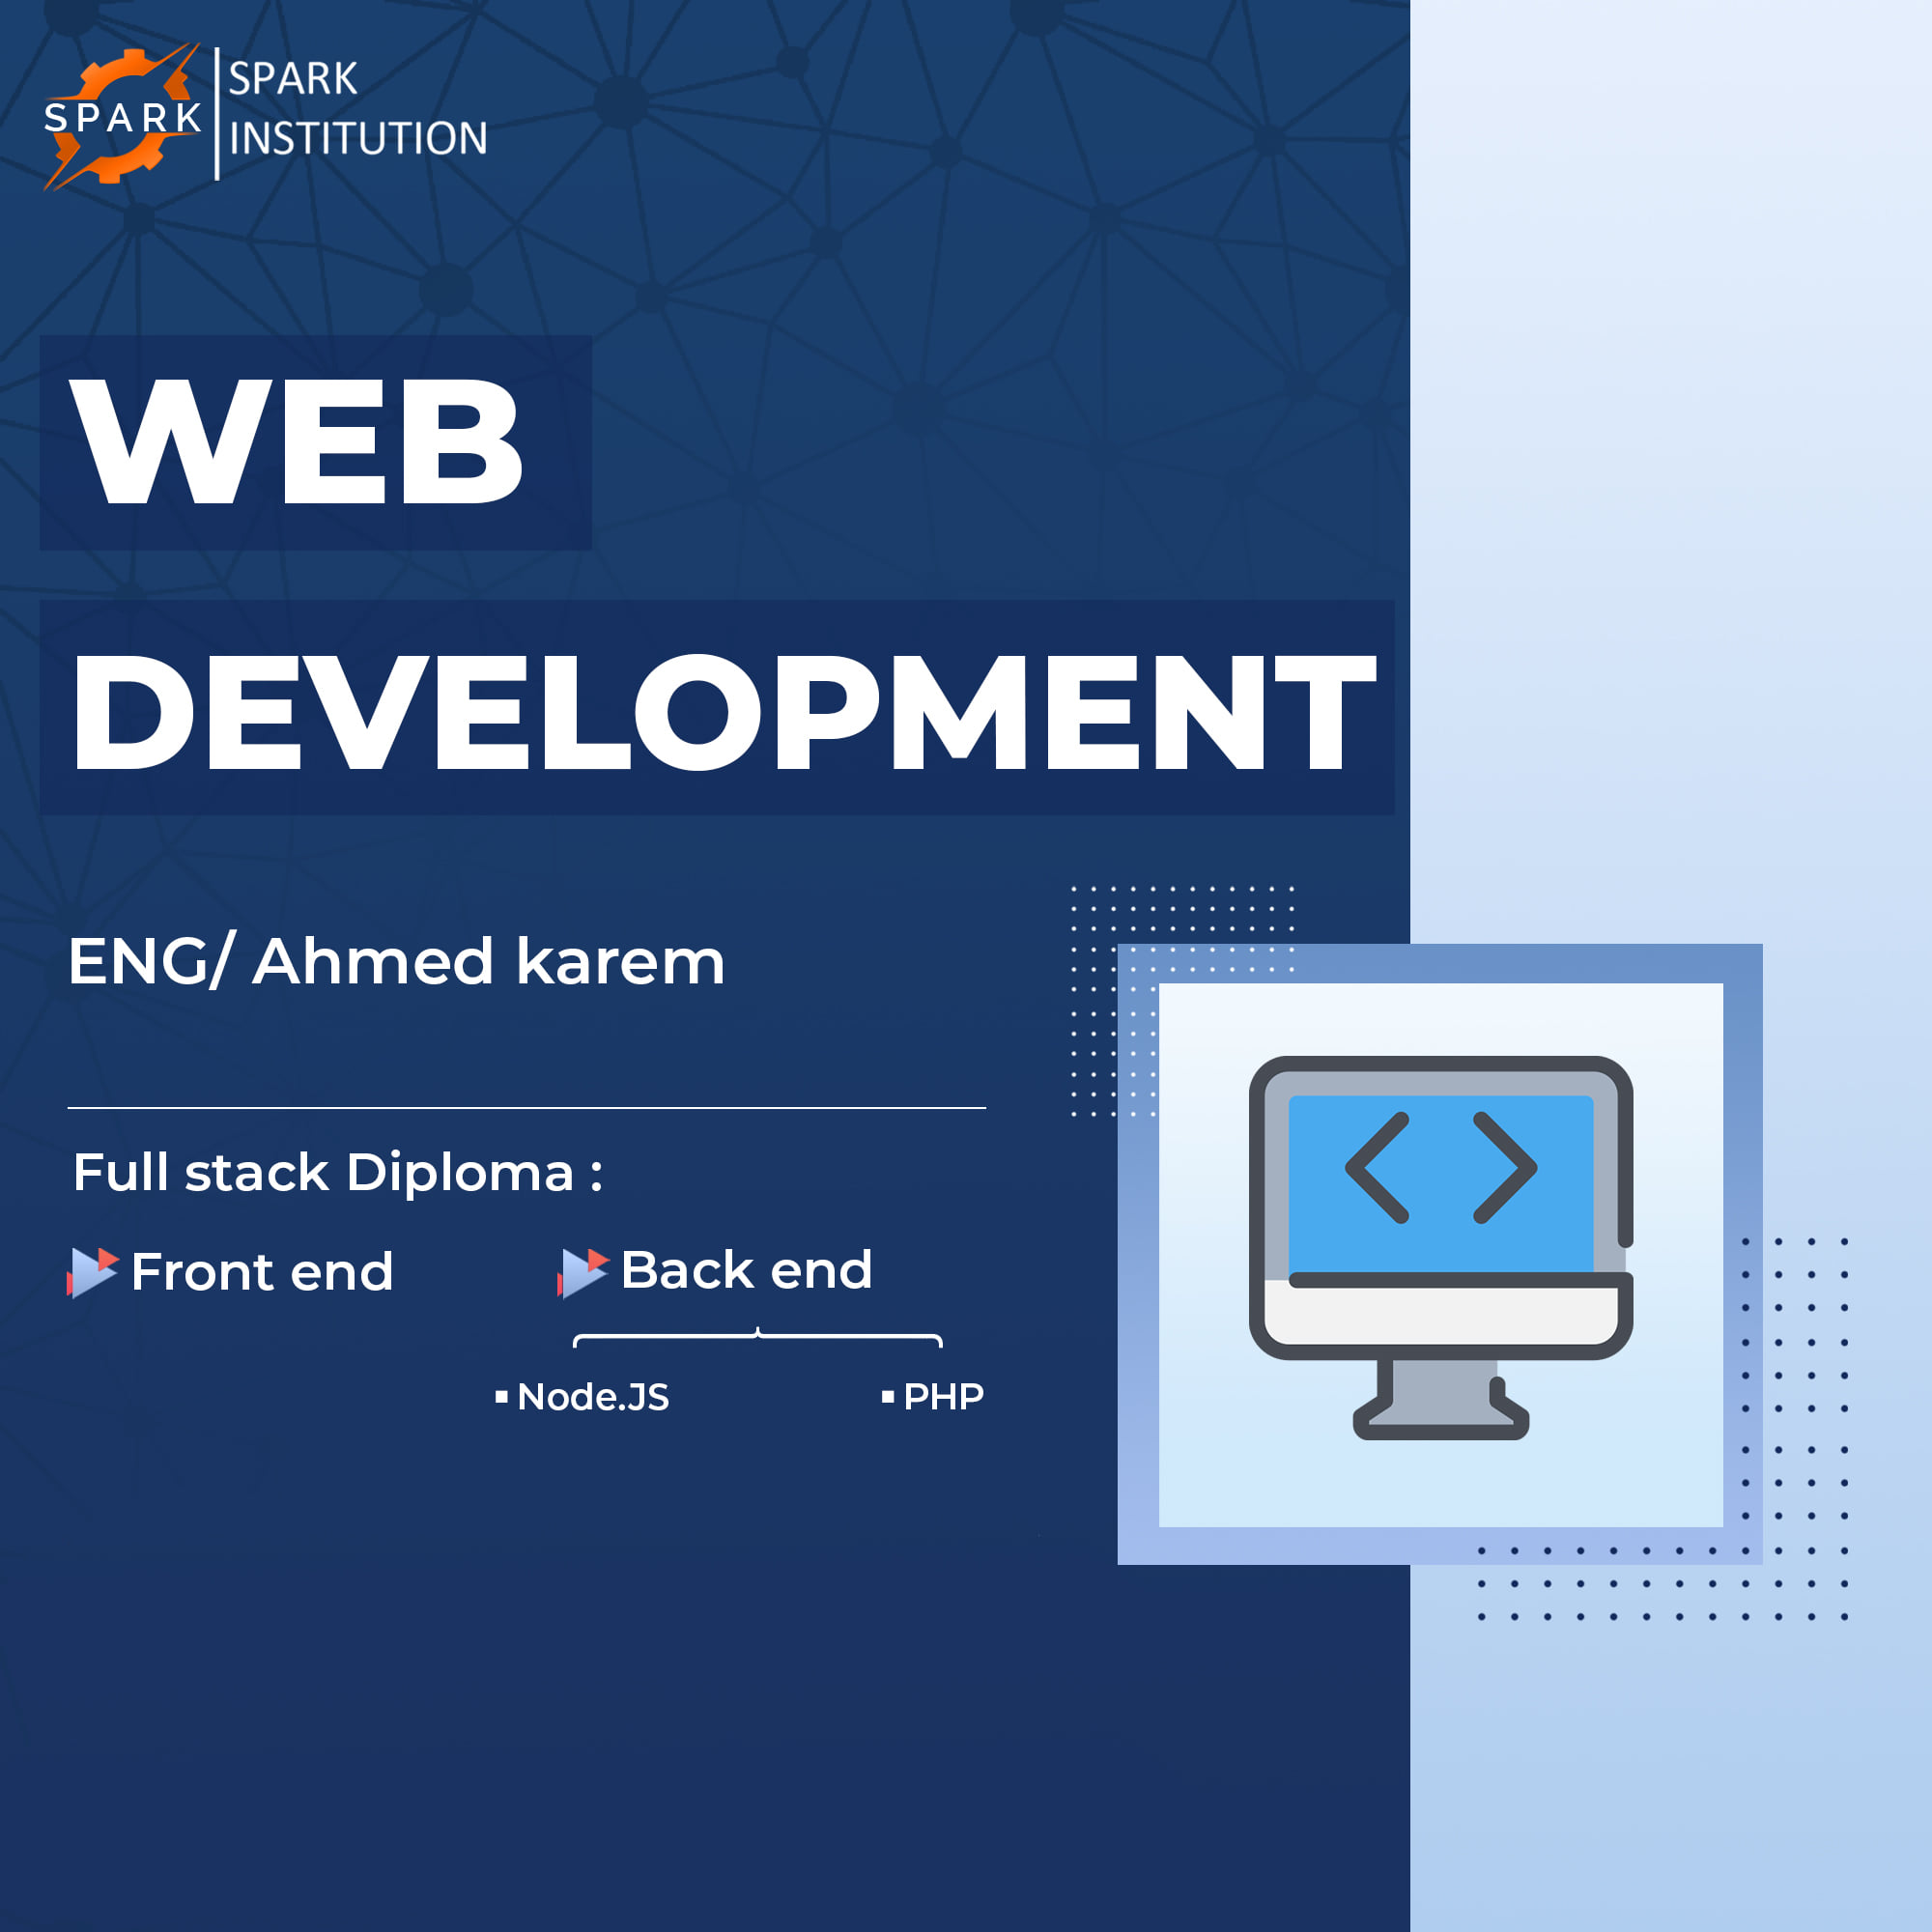 SPARK
SPARK
INSTITUTION
WEB
DEVELOPMENT
ENG/ Ahmed karem
Full stack Diploma :
Front end
Back end
▪ Node.JS
▪ PHP